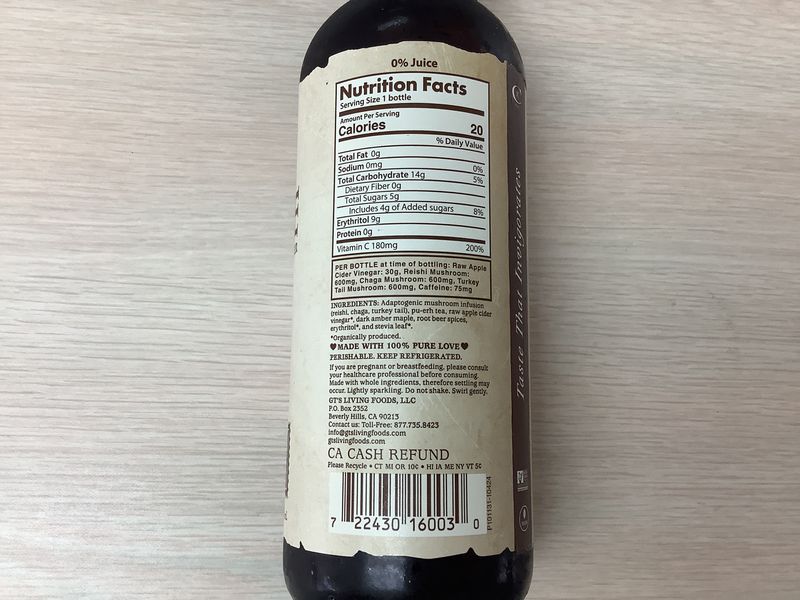 0% Juice
Nutrition Facts
Serving Size 1 bottle
Amount Per Serving
Calories 20
% Daily Value
Total Fat 0g
Sodium 0mg 0%
Total Carbohydrate 14g 5%
Dietary Fiber 0g
Total Sugars 5g
Includes 4g of Added sugars 8%
Erythritol 9g
Protein 0g
Vitamin C 180mg 200%
PER BOTTLE at time of bottling: Raw Apple
Cider Vinegar: 30g, Reishi Mushroom:
600mg, Chaga Mushroom: 600mg, Turkey
Tail Mushroom: 600mg, Caffeine: 75mg
INGREDIENTS: Adaptogenic mushroom infusion
(reishi, chaga, turkey tail), pu-erh tea, raw apple cider
vinegar*, dark amber maple, root beer spices,
erythritol*, and stevia leaf*.
*Organically produced.
♥MADE WITH 100% PURE LOVE♥
PERISHABLE. KEEP REFRIGERATED.
If you are pregnant or breastfeeding, please consult
your healthcare professional before consuming.
Made with whole ingredients, therefore settling may
occur. Lightly sparkling. Do not shake. Swirl gently.
GT'S LIVING FOODS, LLC
P.O. Box 2352
Beverly Hills, CA 90213
Contact us: Toll-Free: 877.735.8423
info@gtslivingfoods.com
gtslivingfoods.com
CA CASH REFUND
Please Recycle • CT MI OR 10¢ • HI IA ME NY VT 5¢
7 22430 16003 0
P101131-ID424
Taste That Invigorates